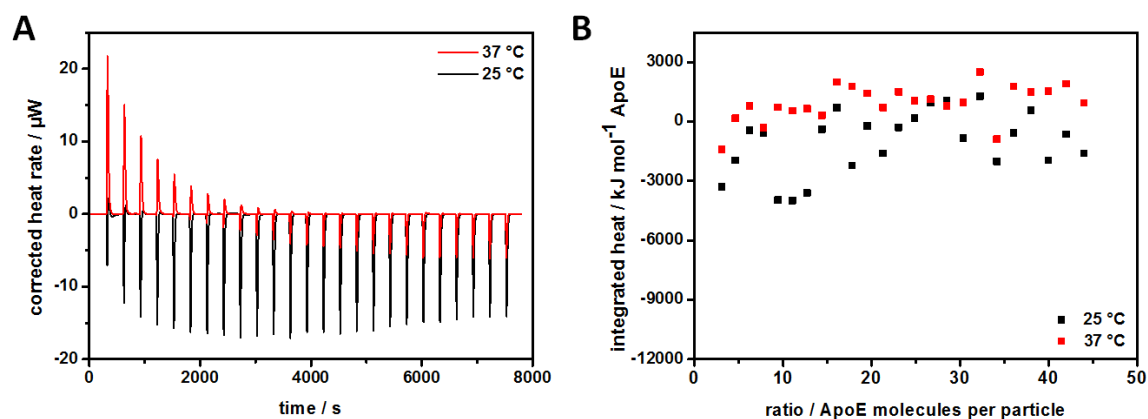 A
corrected heat rate / µW
20
10
0
-10
-20
37 °C
25 °C
0
2000
4000
6000
8000
time / s
B
integrated heat / kJ mol⁻¹ ApoE
3000
0
-3000
-6000
-9000
-12000
25 °C
37 °C
0
10
20
30
40
50
ratio / ApoE molecules per particle